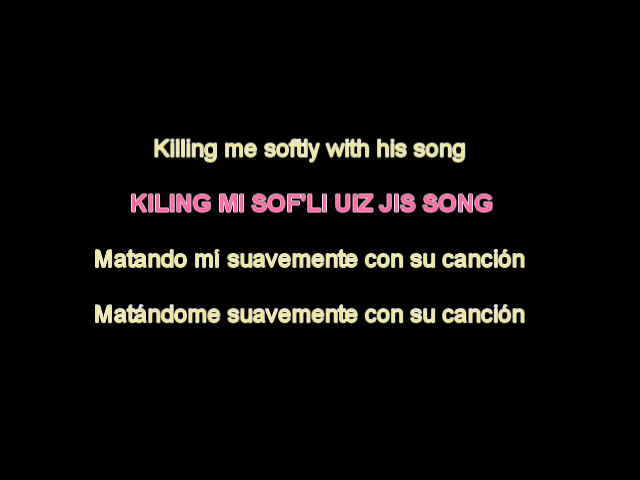 Killing me softly with his song
KILING MI SOF'LI UIZ JIS SONG
Matando mí suavemente con su canción
Matándome suavemente con su canción